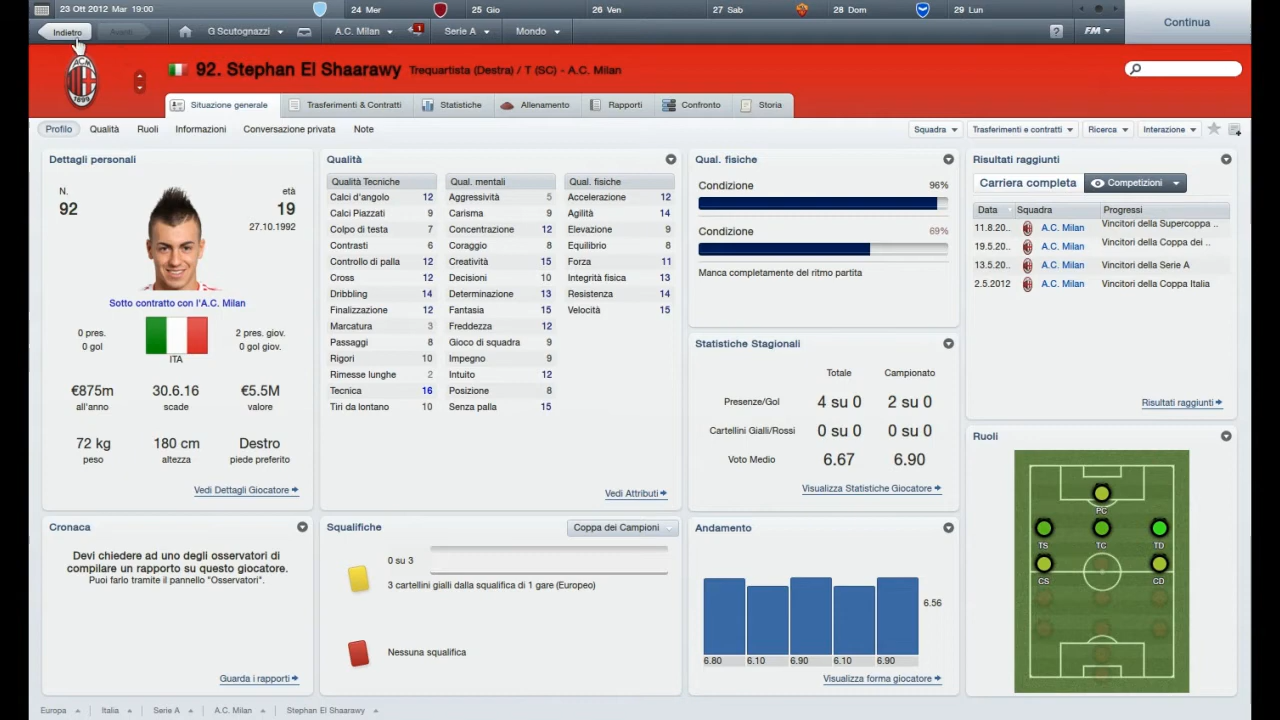 23 Ott 2012 Mar 19:00
24 Mer
25 Gio
26 Ven
27 Sab
28 Dom
29 Lun
Continua
Indietro
Avanti
G Scutognazzi
A.C. Milan
1
Serie A
Mondo
?
FM
92. Stephan El Shaarawy
Trequartista (Destra) / T (SC) - A.C. Milan
Situazione generale
Trasferimenti & Contratti
Statistiche
Allenamento
Rapporti
Confronto
Storia
Profilo
Qualità
Ruoli
Informazioni
Conversazione privata
Note
Squadra
Trasferimenti e contratti
Ricerca
Interazione
Dettagli personali
N.
92
età
19
27.10.1992
Sotto contratto con l'A.C. Milan
0 pres.
0 gol
ITA
2 pres. giov.
0 gol giov.
€875m
all'anno
30.6.16
scade
€5.5M
valore
72 kg
peso
180 cm
altezza
Destro
piede preferito
Vedi Dettagli Giocatore
Qualità
Qualità Tecniche
Calci d'angolo 12
Calci Piazzati 9
Colpo di testa 7
Contrasti 6
Controllo di palla 12
Cross 12
Dribbling 14
Finalizzazione 12
Marcatura 3
Passaggi 8
Rigori 10
Rimesse lunghe 2
Tecnica 16
Tiri da lontano 10
Qual. mentali
Aggressività 5
Carisma 9
Concentrazione 12
Coraggio 8
Creatività 15
Decisioni 10
Determinazione 13
Fantasia 15
Freddezza 12
Gioco di squadra 9
Impegno 9
Intuito 12
Posizione 8
Senza palla 15
Qual. fisiche
Accelerazione 12
Agilità 14
Elevazione 9
Equilibrio 8
Forza 11
Integrità fisica 13
Resistenza 14
Velocità 15
Vedi Attributi
Qual. fisiche
Condizione 96%
Condizione 69%
Manca completamente del ritmo partita
Statistiche Stagionali
Totale Campionato
Presenze/Gol 4 su 0 2 su 0
Cartellini Gialli/Rossi 0 su 0 0 su 0
Voto Medio 6.67 6.90
Visualizza Statistiche Giocatore
Risultati raggiunti
Carriera completa
Competizioni
Data Squadra Progressi
11.8.20.. A.C. Milan Vincitori della Supercoppa ..
19.5.20.. A.C. Milan Vincitori della Coppa dei ..
13.5.20.. A.C. Milan Vincitori della Serie A
2.5.2012 A.C. Milan Vincitori della Coppa Italia
Risultati raggiunti
Cronaca
Devi chiedere ad uno degli osservatori di
compilare un rapporto su questo giocatore.
Puoi farlo tramite il pannello "Osservatori".
Guarda i rapporti
Squalifiche
Coppa dei Campioni
0 su 3
3 cartellini gialli dalla squalifica di 1 gare (Europeo)
Nessuna squalifica
Andamento
6.56
6.80 6.10 6.90 6.10 6.90
Visualizza forma giocatore
Ruoli
PC
TS TC TD
CS CD
Europa
Italia
Serie A
A.C. Milan
Stephan El Shaarawy